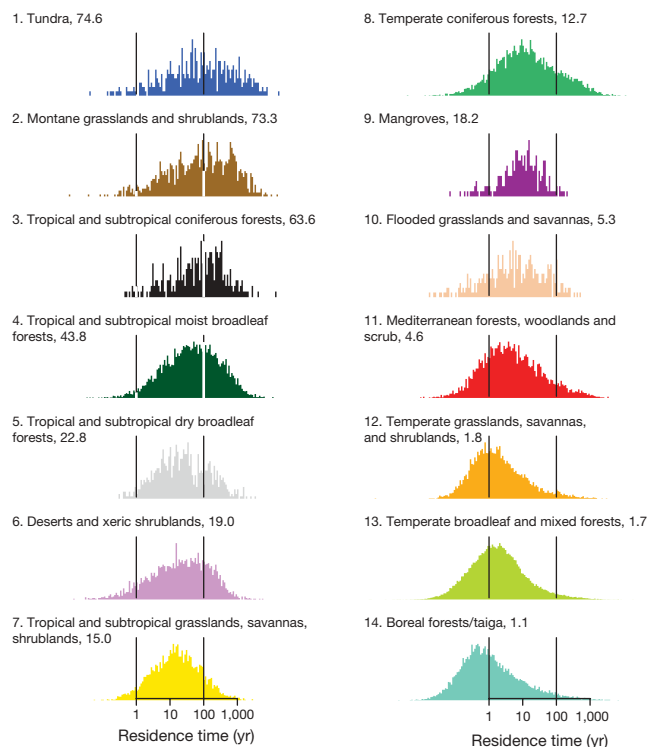 1. Tundra, 74.6
2. Montane grasslands and shrublands, 73.3
3. Tropical and subtropical coniferous forests, 63.6
4. Tropical and subtropical moist broadleaf
forests, 43.8
5. Tropical and subtropical dry broadleaf
forests, 22.8
6. Deserts and xeric shrublands, 19.0
7. Tropical and subtropical grasslands, savannas,
shrublands, 15.0
1 10 100 1,000
Residence time (yr)
8. Temperate coniferous forests, 12.7
9. Mangroves, 18.2
10. Flooded grasslands and savannas, 5.3
11. Mediterranean forests, woodlands and
scrub, 4.6
12. Temperate grasslands, savannas,
and shrublands, 1.8
13. Temperate broadleaf and mixed forests, 1.7
14. Boreal forests/taiga, 1.1
1 10 100 1,000
Residence time (yr)